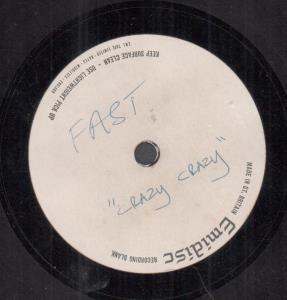 FAST
"CRAZY CRAZY"
Emidisc
RECORDING BLANK
MADE IN GT. BRITAIN
KEEP SURFACE CLEAN - USE LIGHTWEIGHT PICK UP